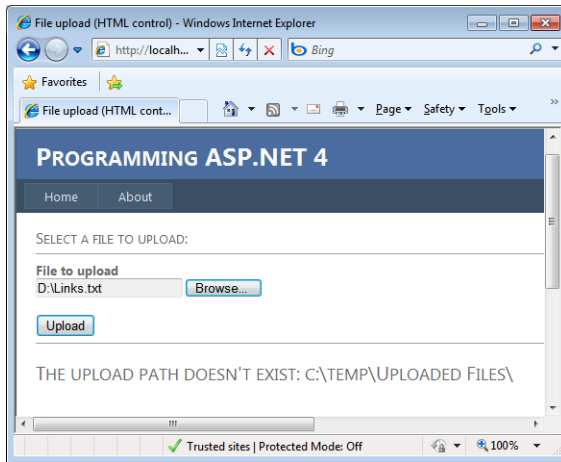 File upload (HTML control) - Windows Internet Explorer
http://localh... Bing
Favorites
File upload (HTML cont... Page Safety Tools »
PROGRAMMING ASP.NET 4
Home About
SELECT A FILE TO UPLOAD:
File to upload
D:\Links.txt Browse...
Upload
THE UPLOAD PATH DOESN'T EXIST: C:\TEMP\UPLOADED FILES\
Trusted sites | Protected Mode: Off 100%